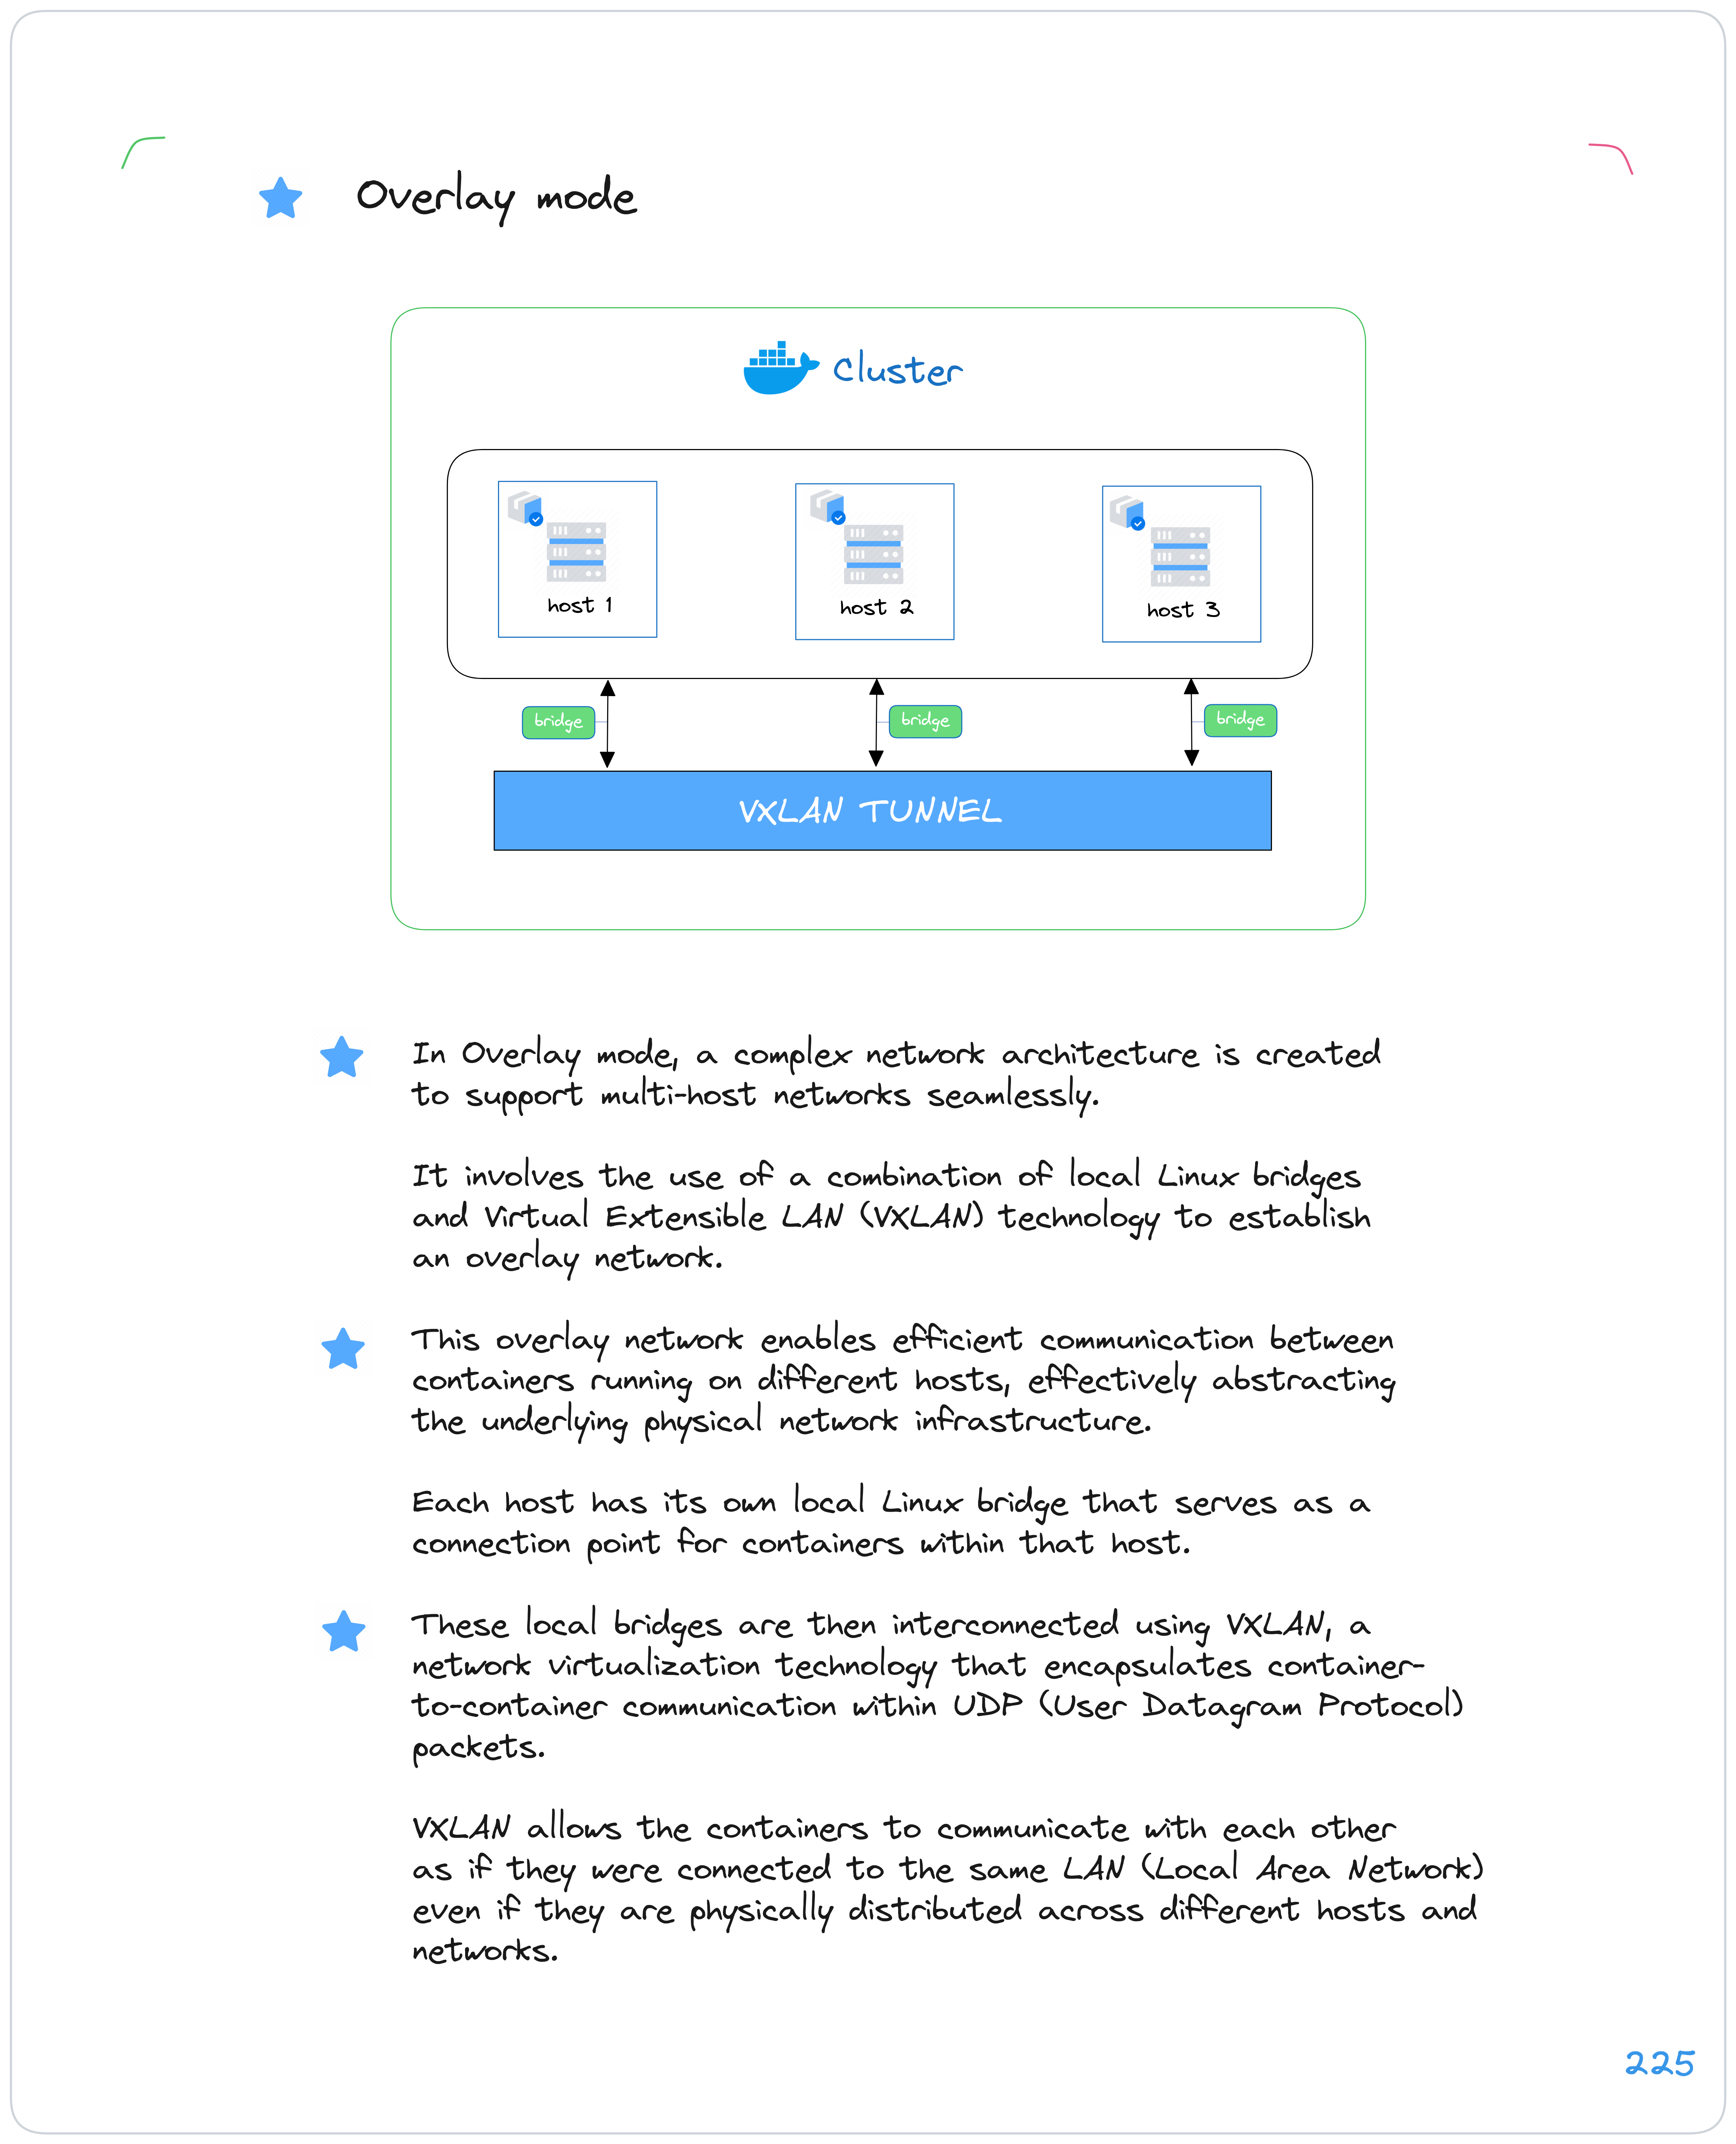 Overlay mode
Cluster
host 1
host 2
host 3
bridge
bridge
bridge
VXLAN TUNNEL
In Overlay mode, a complex network architecture is created
to support multi-host networks seamlessly.
It involves the use of a combination of local Linux bridges
and Virtual Extensible LAN (VXLAN) technology to establish
an overlay network.
This overlay network enables efficient communication between
containers running on different hosts, effectively abstracting
the underlying physical network infrastructure.
Each host has its own local Linux bridge that serves as a
connection point for containers within that host.
These local bridges are then interconnected using VXLAN, a
network virtualization technology that encapsulates container-
to-container communication within UDP (User Datagram Protocol)
packets.
VXLAN allows the containers to communicate with each other
as if they were connected to the same LAN (Local Area Network)
even if they are physically distributed across different hosts and
networks.
225